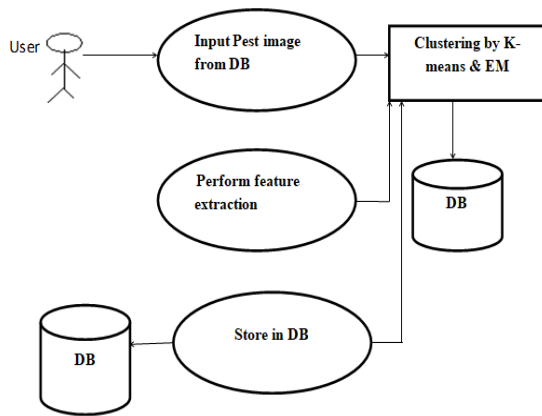 User
Input Pest image
from DB
Clustering by K-
means & EM
Perform feature
extraction
DB
Store in DB
DB